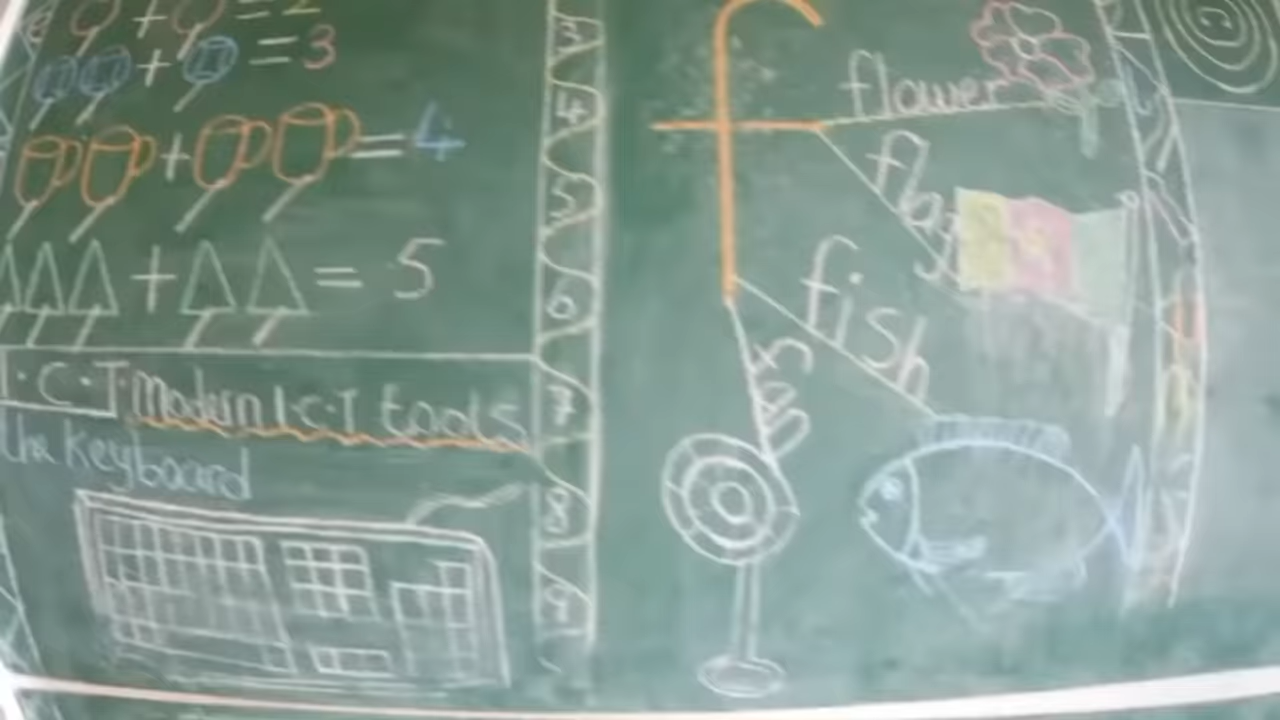 + = 2
+ = 3
+ = 4
+ = 5
I.C.T. Modern I.C.T tools
the keyboard
3
4
5
6
7
8
9
f
flower
flag
fish
fan
C